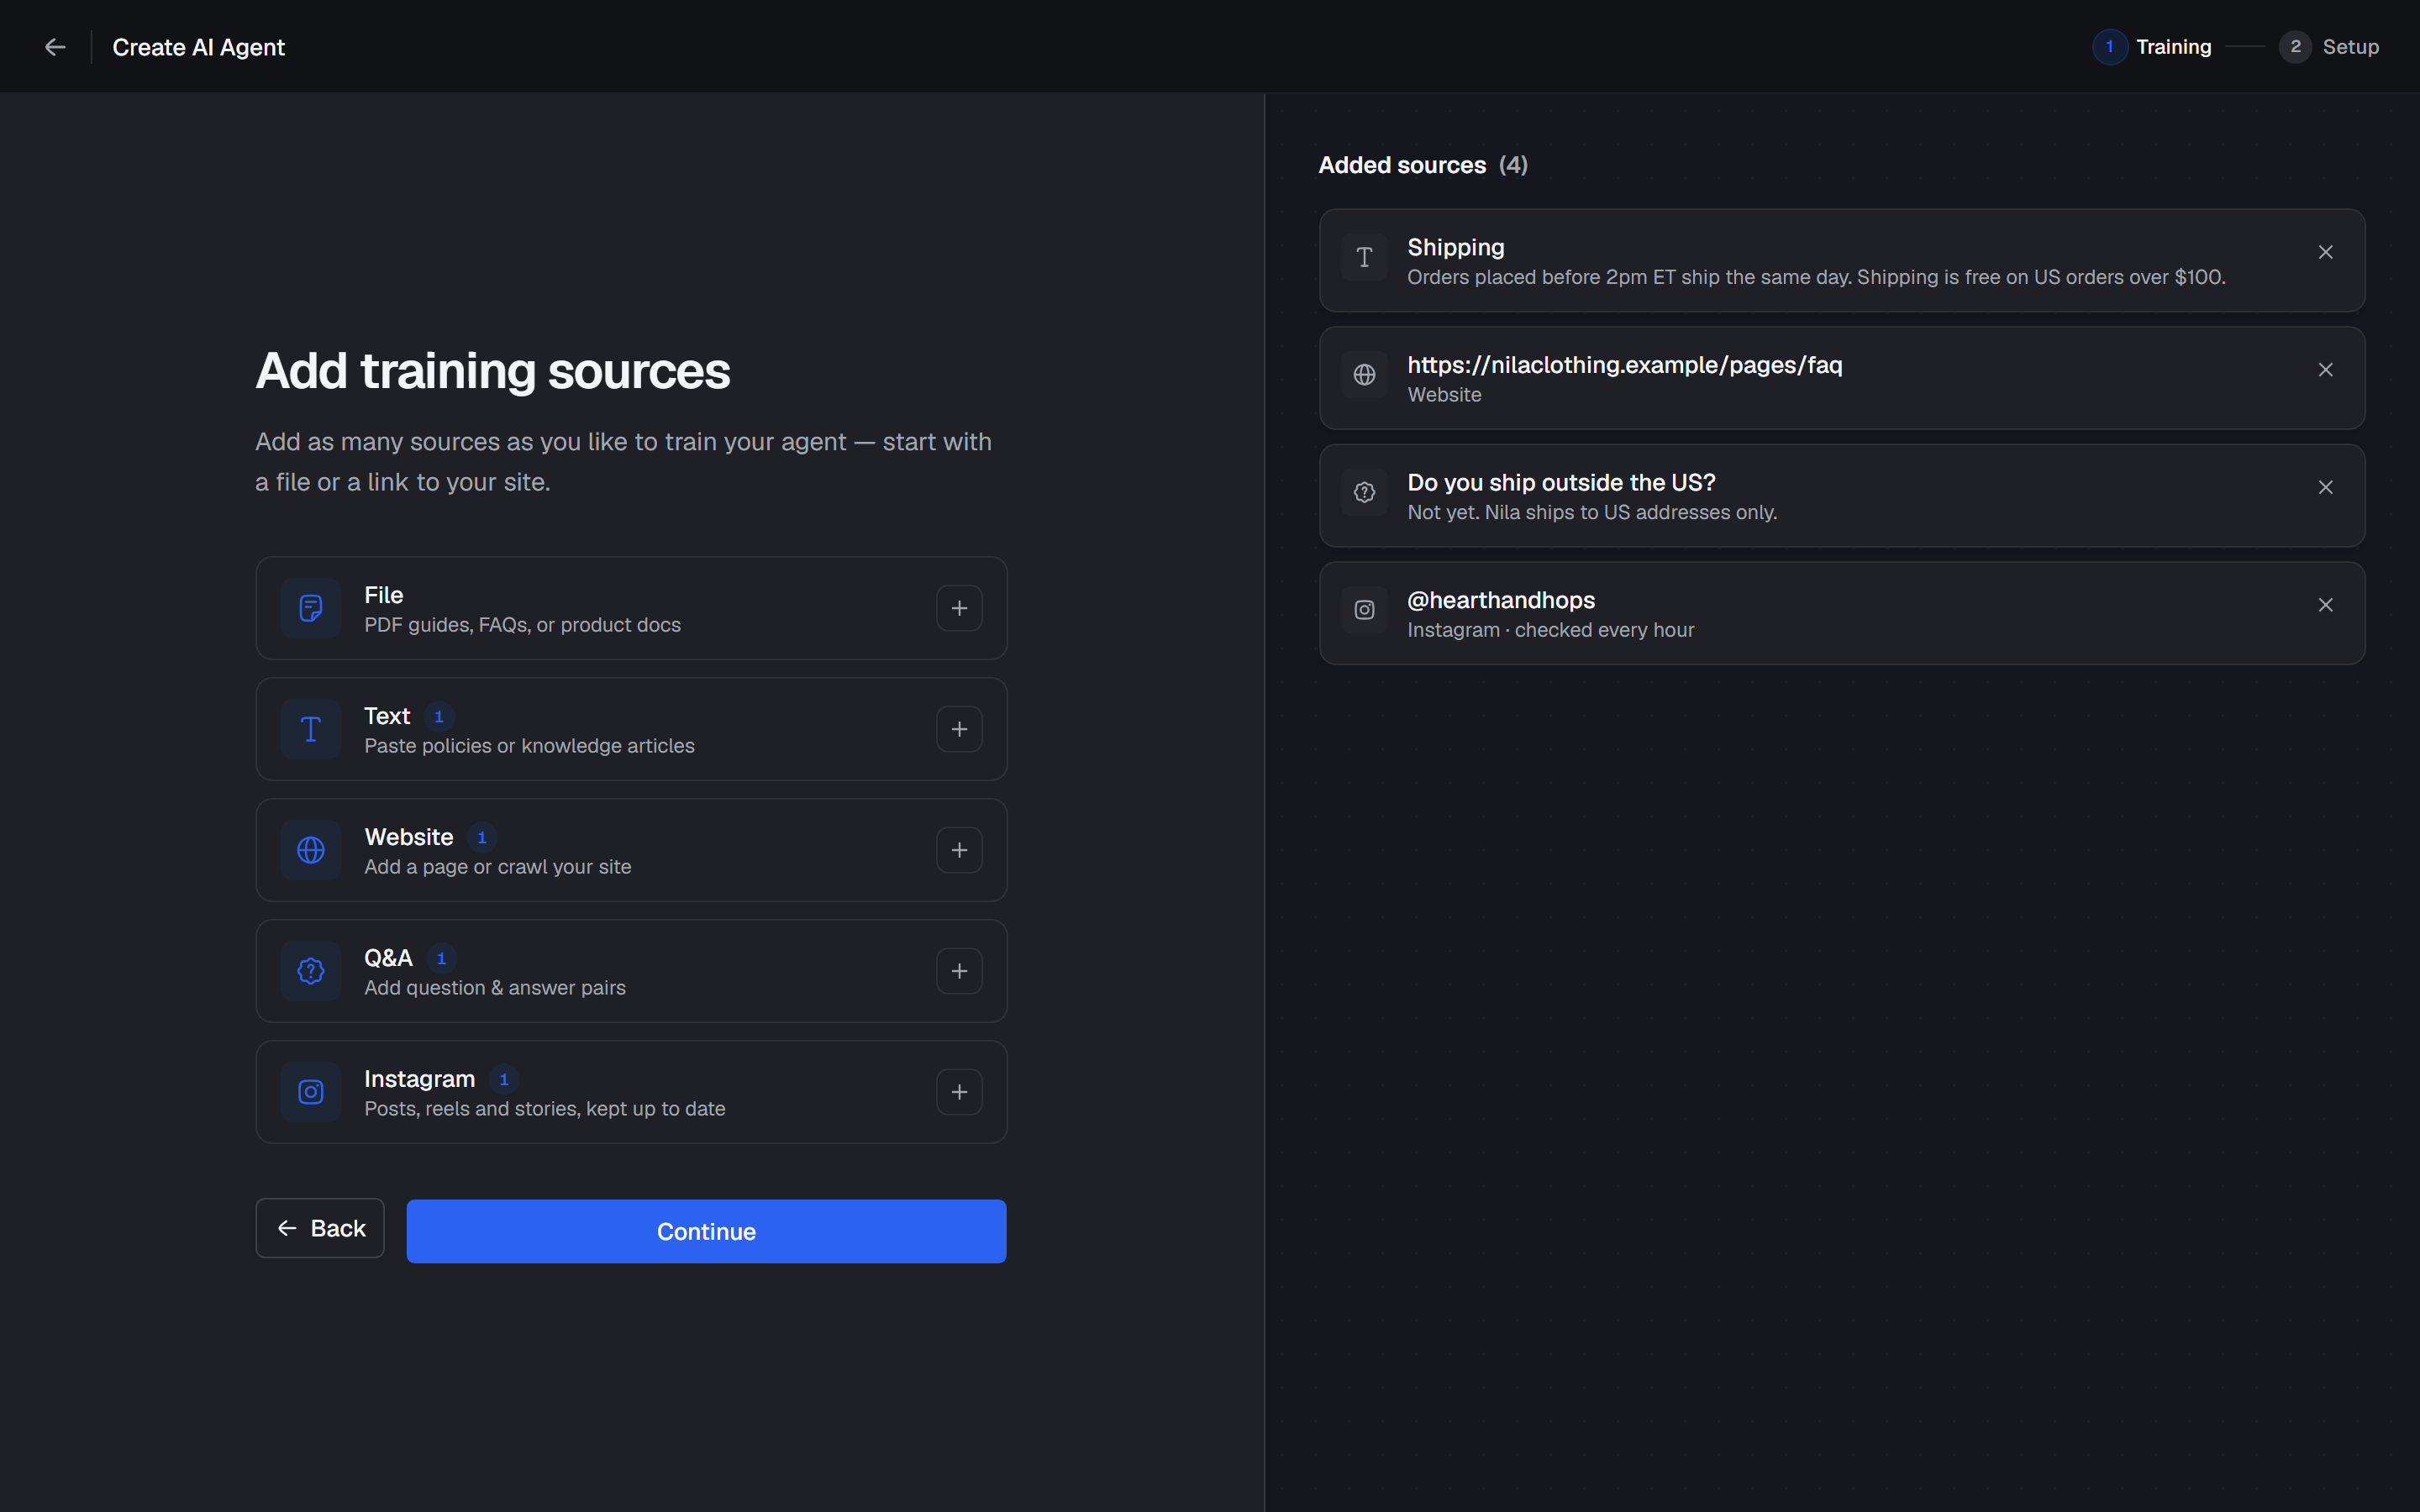 Create AI Agent
1 Training
2 Setup
Add training sources
Add as many sources as you like to train your agent — start with
a file or a link to your site.
File
PDF guides, FAQs, or product docs
Text 1
Paste policies or knowledge articles
Website 1
Add a page or crawl your site
Q&A 1
Add question & answer pairs
Instagram 1
Posts, reels and stories, kept up to date
Back
Continue
Added sources (4)
Shipping
Orders placed before 2pm ET ship the same day. Shipping is free on US orders over $100.
https://nilaclothing.example/pages/faq
Website
Do you ship outside the US?
Not yet. Nila ships to US addresses only.
@hearthandhops
Instagram · checked every hour